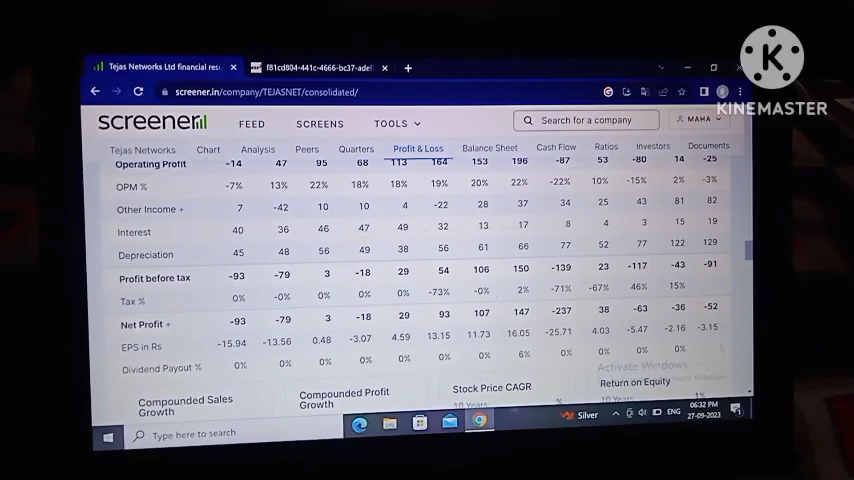 K
KINEMASTER
Tejas Networks Ltd financial resu
f81cd804-441c-4666-bc37-adef
screener.in/company/TEJASNET/consolidated/
screener
FEED SCREENS TOOLS
Search for a company
MAHA
Tejas Networks Chart Analysis Peers Quarters Profit & Loss Balance Sheet Cash Flow Ratios Investors Documents
Operating Profit -14 47 95 68 113 164 153 196 -87 53 -80 14 -25
OPM % -7% 13% 22% 18% 18% 19% 20% 22% -22% 10% -15% 2% -3%
Other Income + 7 -42 10 10 4 -22 28 37 34 25 43 81 82
Interest 40 36 46 47 49 32 13 17 8 4 3 15 19
Depreciation 45 48 56 49 38 56 61 66 77 52 77 122 129
Profit before tax -93 -79 3 -18 29 54 106 150 -139 23 -117 -43 -91
Tax % 0% -0% 0% 0% 0% -73% -0% 2% -71% -67% 46% 15%
Net Profit + -93 -79 3 -18 29 93 107 147 -237 38 -63 -36 -52
EPS in Rs -15.94 -13.56 0.48 -3.07 4.59 13.15 11.73 16.05 -25.71 4.03 -5.47 -2.16 -3.15
Dividend Payout % 0% 0% 0% 0% 0% 0% 0% 6% 0% 0% 0% 0%
Activate Windows
Compounded Sales Growth
Compounded Profit Growth
Stock Price CAGR
Return on Equity
10 Years
%
10 Years
1%
Type here to search
Silver
ENG
06:32 PM
27-09-2023